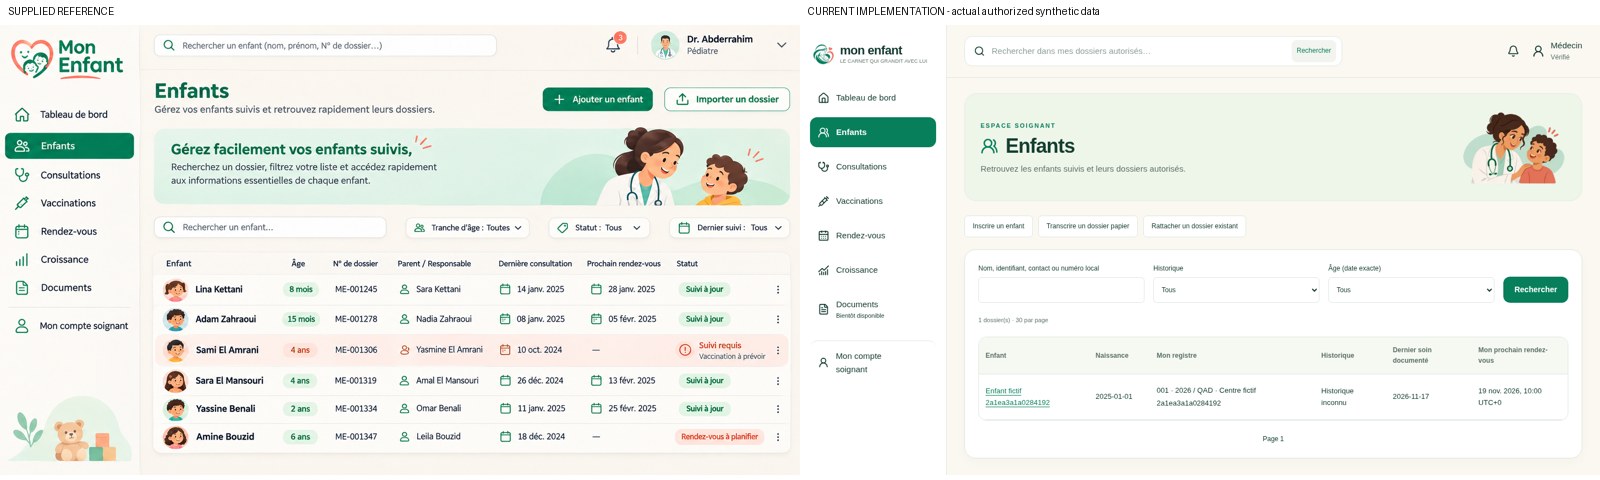 SUPPLIED REFERENCE
Mon
Enfant
Rechercher un enfant (nom, prénom, N° de dossier...)
3
Dr. Abderrahim
Pédiatre
Tableau de bord
Enfants
Consultations
Vaccinations
Rendez-vous
Croissance
Documents
Mon compte soignant
Enfants
Gérez vos enfants suivis et retrouvez rapidement leurs dossiers.
Ajouter un enfant
Importer un dossier
Gérez facilement vos enfants suivis,
Recherchez un dossier, filtrez votre liste et accédez rapidement
aux informations essentielles de chaque enfant.
Rechercher un enfant...
Tranche d'âge : Toutes
Statut : Tous
Dernier suivi : Tous
Enfant Âge N° de dossier Parent / Responsable Dernière consultation Prochain rendez-vous Statut
Lina Kettani 8 mois ME-001245 Sara Kettani 14 janv. 2025 28 janv. 2025 Suivi à jour
Adam Zahraoui 15 mois ME-001278 Nadia Zahraoui 08 janv. 2025 05 févr. 2025 Suivi à jour
Sami El Amrani 4 ans ME-001306 Yasmine El Amrani 10 oct. 2024 — Suivi requis
Vaccination à prévoir
Sara El Mansouri 4 ans ME-001319 Amal El Mansouri 26 déc. 2024 13 févr. 2025 Suivi à jour
Yassine Benali 2 ans ME-001334 Omar Benali 11 janv. 2025 25 févr. 2025 Suivi à jour
Amine Bouzid 6 ans ME-001347 Leila Bouzid 18 déc. 2024 — Rendez-vous à planifier
CURRENT IMPLEMENTATION - actual authorized synthetic data
mon enfant
LE CARNET QUI GRANDIT AVEC LUI
Rechercher dans mes dossiers autorisés...
Rechercher
Médecin
Vérifié
Tableau de bord
Enfants
Consultations
Vaccinations
Rendez-vous
Croissance
Documents
Bientôt disponible
Mon compte
soignant
ESPACE SOIGNANT
Enfants
Retrouvez les enfants suivis et leurs dossiers autorisés.
Inscrire un enfant
Transcrire un dossier papier
Rattacher un dossier existant
Nom, identifiant, contact ou numéro local
Historique
Tous
Âge (date exacte)
Tous
Rechercher
1 dossier(s) · 30 par page
Enfant Naissance Mon registre Historique Dernier soin
documenté Mon prochain rendez-
vous
Enfant fictif
2a1ea3a1a0284192
2025-01-01
001 - 2026 / QAD - Centre fictif
2a1ea3a1a0284192
Historique
inconnu
2026-11-17
19 nov. 2026, 10:00
UTC+0
Page 1